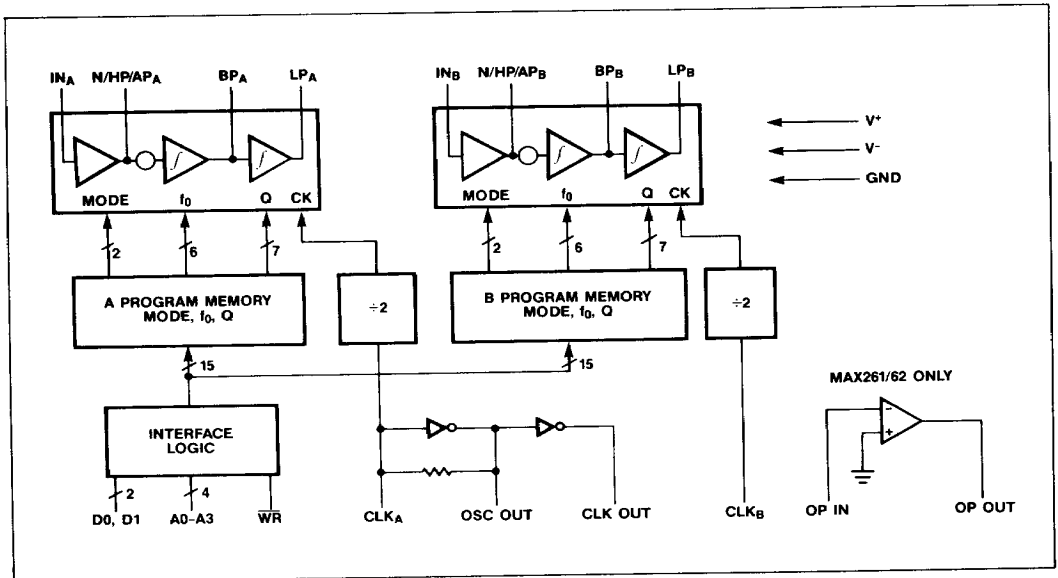 INA N/HP/APA BPA LPA
INB N/HP/APB BPB LPB
V+
V-
GND
∫ ∫
∫ ∫
MODE f0 Q CK
MODE f0 Q CK
2 6 7
2 6 7
A PROGRAM MEMORY
MODE, f0, Q
÷2
B PROGRAM MEMORY
MODE, f0, Q
÷2
15
15
MAX261/62 ONLY
INTERFACE
LOGIC
- +
2 4
D0, D1 A0-A3 WR
CLKA OSC OUT CLK OUT CLKB OP IN OP OUT